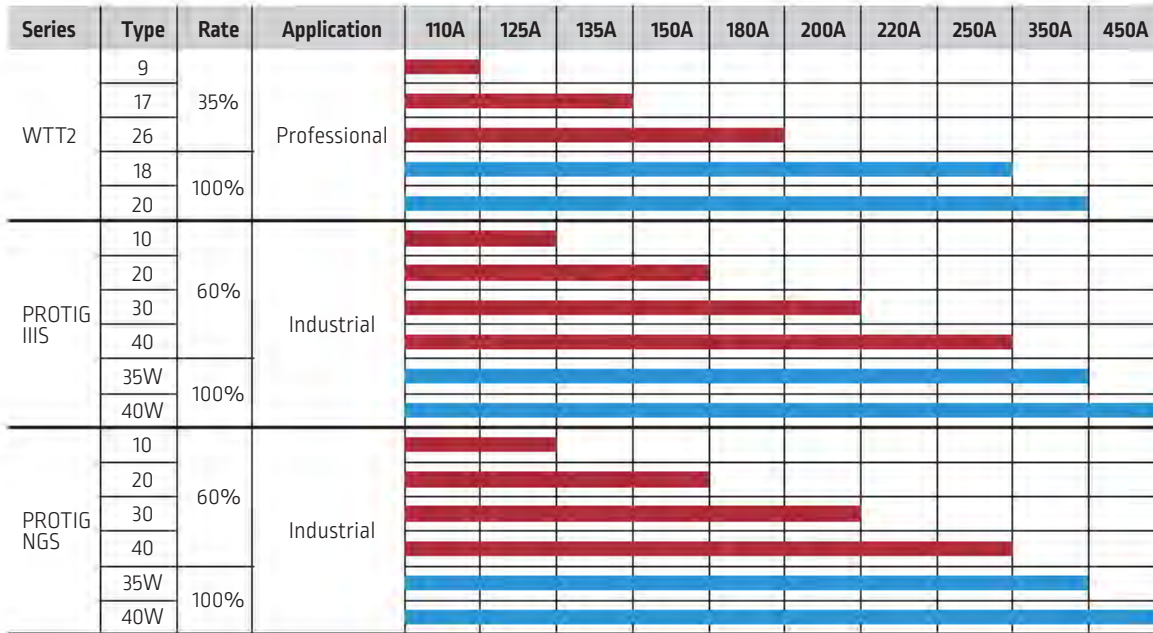 Series Type Rate Application 110A 125A 135A 150A 180A 200A 220A 250A 350A 450A
9
17 35%
WTT2 26 Professional
18
100%
20
10
20
60%
PROTIG 30
IIIS Industrial
40
35W
100%
40W
10
20
60%
PROTIG 30
NGS Industrial
40
35W
100%
40W